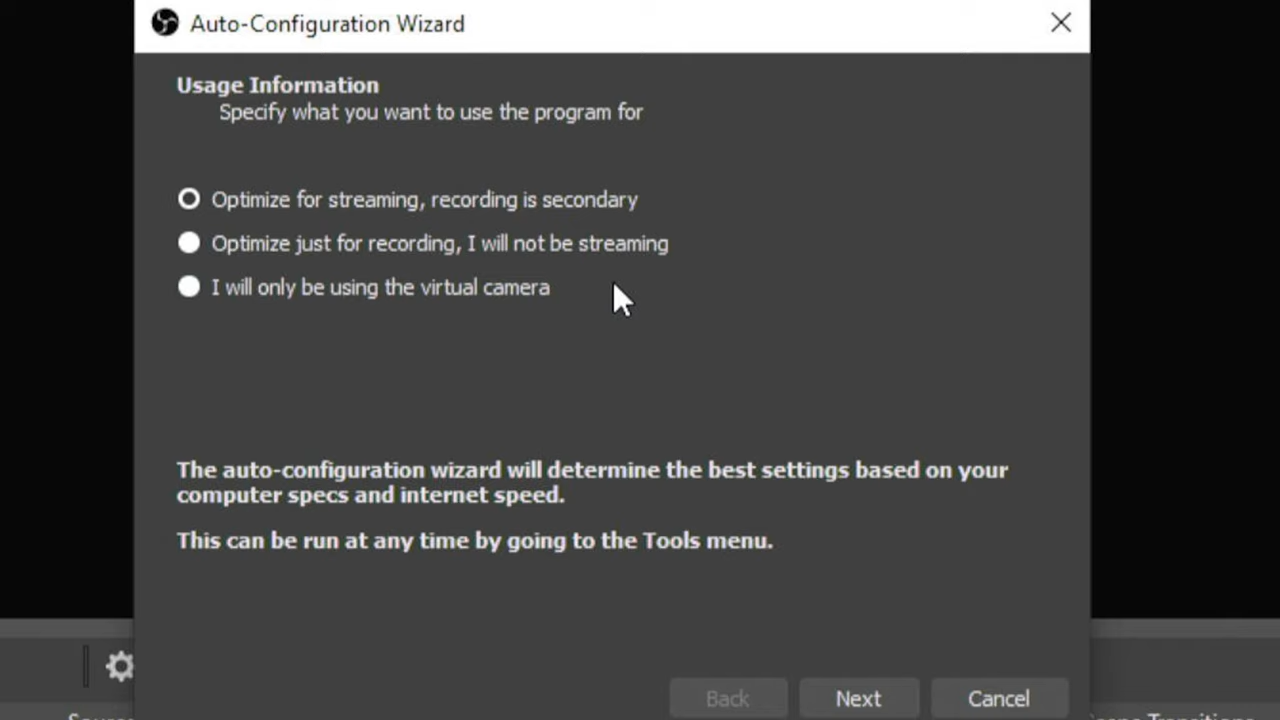 Auto-Configuration Wizard
Usage Information
Specify what you want to use the program for
Optimize for streaming, recording is secondary
Optimize just for recording, I will not be streaming
I will only be using the virtual camera
The auto-configuration wizard will determine the best settings based on your
computer specs and internet speed.
This can be run at any time by going to the Tools menu.
Back Next Cancel
Transitions